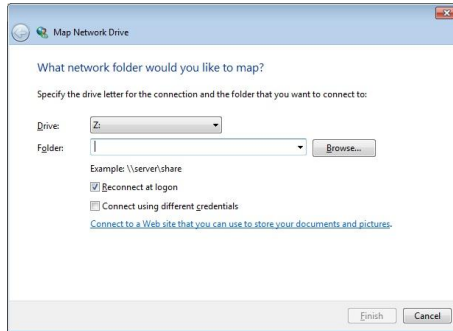 Map Network Drive
What network folder would you like to map?
Specify the drive letter for the connection and the folder that you want to connect to:
Drive: Z:
Folder: Browse...
Example: \\server\share
Reconnect at logon
Connect using different credentials
Connect to a Web site that you can use to store your documents and pictures.
Finish Cancel